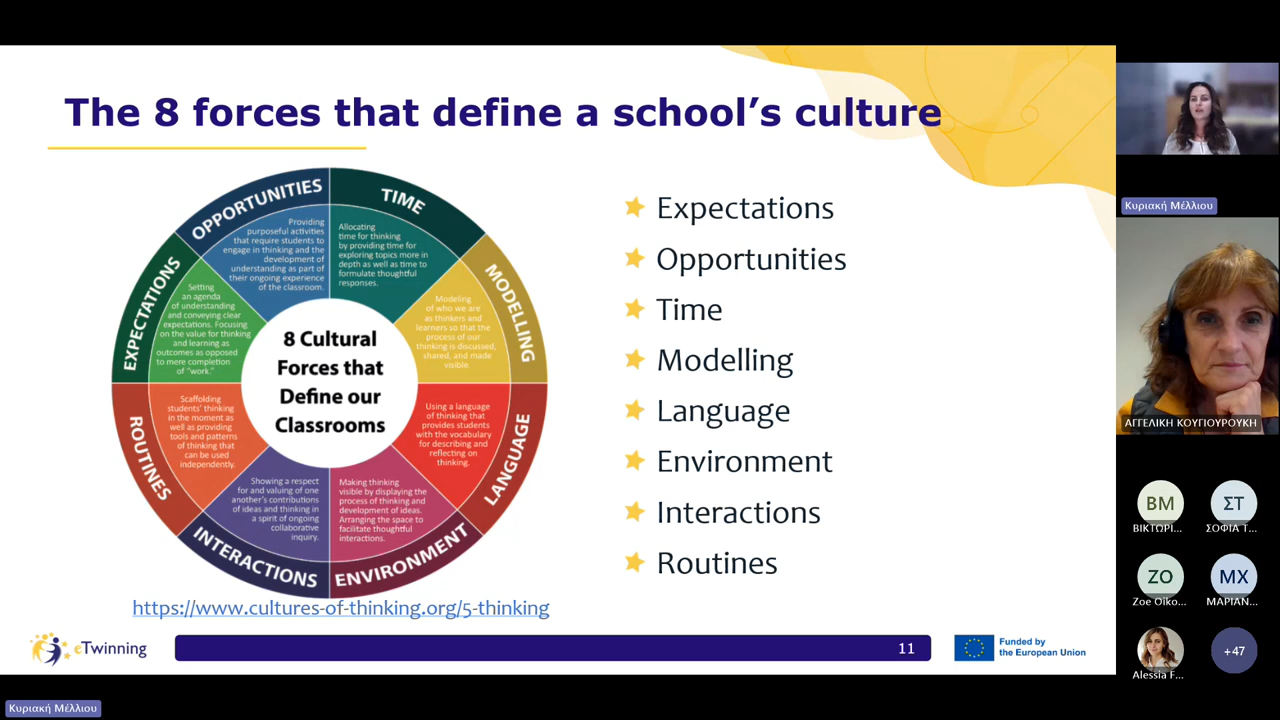 The 8 forces that define a school’s culture
OPPORTUNITIES
Providing
purposeful activities
that require students to
engage in thinking and the
development of
understanding as part of
their ongoing experience
of the classroom.
TIME
Allocating
time for thinking
by providing time for
exploring topics more in
depth as well as time to
formulate thoughtful
responses.
MODELLING
Modeling
of who we are
as thinkers and
learners so that the
process of our
thinking is discussed,
shared, and made
visible.
LANGUAGE
Using a language
of thinking that
provides students
with the vocabulary
for describing and
reflecting on
thinking.
ENVIRONMENT
Making thinking
visible by displaying the
process of thinking and
development of ideas.
Arranging the space to
facilitate thoughtful
interactions.
INTERACTIONS
Showing a respect
for and valuing of one
another’s contributions
of ideas and thinking in
a spirit of ongoing
collaborative
inquiry.
ROUTINES
Scaffolding
students’ thinking
in the moment as
well as providing
tools and patterns
of thinking that
can be used
independently.
EXPECTATIONS
Setting
an agenda
of understanding
and conveying clear
expectations. Focusing
on the value for thinking
and learning as
outcomes as opposed
to mere completion
of “work.”
8 Cultural
Forces that
Define our
Classrooms
https://www.cultures-of-thinking.org/5-thinking
Expectations
Opportunities
Time
Modelling
Language
Environment
Interactions
Routines
eTwinning
11
Funded by
the European Union
Κυριακή Μέλλιου
ΑΓΓΕΛΙΚΗ ΚΟΥΓΙΟΥΡΟΥΚΗ
ΒΜ
ΒΙΚΤΩΡΙ...
ΣΤ
ΣΟΦΙΑ Τ...
ZO
Zoe Oiko...
ΜΧ
ΜΑΡΙΑΝ...
Alessia F...
+47
Κυριακή Μέλλιου